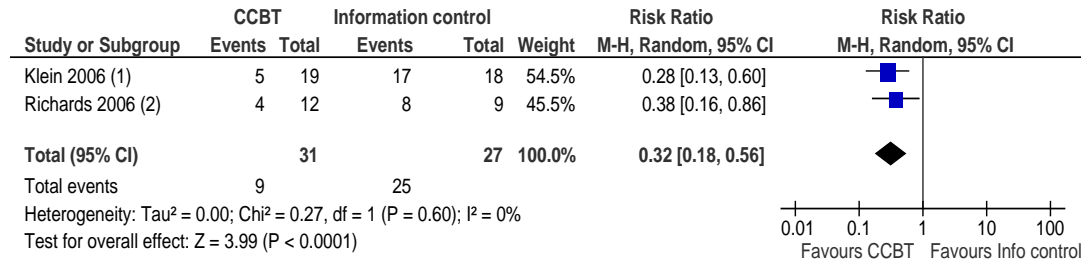 CCBT Information control Risk Ratio Risk Ratio
Study or Subgroup Events Total Events Total Weight M-H, Random, 95% CI M-H, Random, 95% CI
Klein 2006 (1) 5 19 17 18 54.5% 0.28 [0.13, 0.60]
Richards 2006 (2) 4 12 8 9 45.5% 0.38 [0.16, 0.86]
Total (95% CI) 31 27 100.0% 0.32 [0.18, 0.56]
Total events 9 25
Heterogeneity: Tau² = 0.00; Chi² = 0.27, df = 1 (P = 0.60); I² = 0%
Test for overall effect: Z = 3.99 (P < 0.0001)
0.01 0.1 1 10 100
Favours CCBT Favours Info control